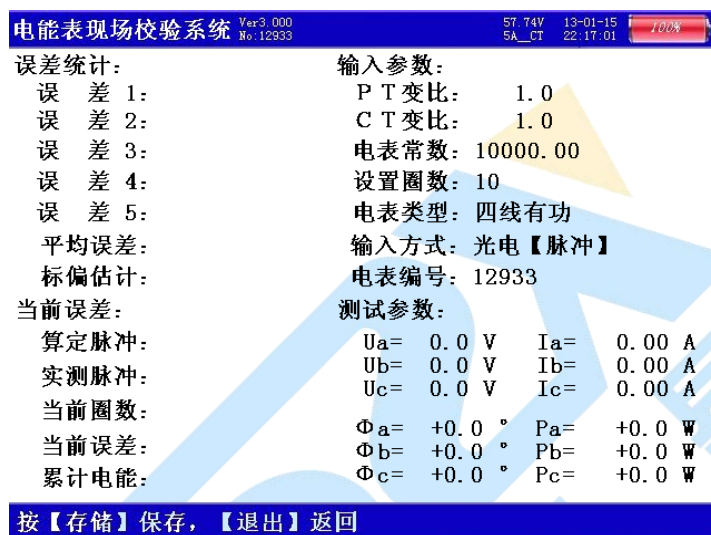 电能表现场校验系统 Ver3.000 No:12933 57.74V 5A__CT 13-01-15 22:17:01 100%
误差统计:
误 差 1:
误 差 2:
误 差 3:
误 差 4:
误 差 5:
平均误差:
标偏估计:
当前误差:
算定脉冲:
实测脉冲:
当前圈数:
当前误差:
累计电能:
输入参数:
PT变比: 1.0
CT变比: 1.0
电表常数: 10000.00
设置圈数: 10
电表类型: 四线有功
输入方式: 光电【脉冲】
电表编号: 12933
测试参数:
Ua= 0.0 V Ia= 0.00 A
Ub= 0.0 V Ib= 0.00 A
Uc= 0.0 V Ic= 0.00 A
Φa= +0.0 ° Pa= +0.0 W
Φb= +0.0 ° Pb= +0.0 W
Φc= +0.0 ° Pc= +0.0 W
按【存储】保存，【退出】返回